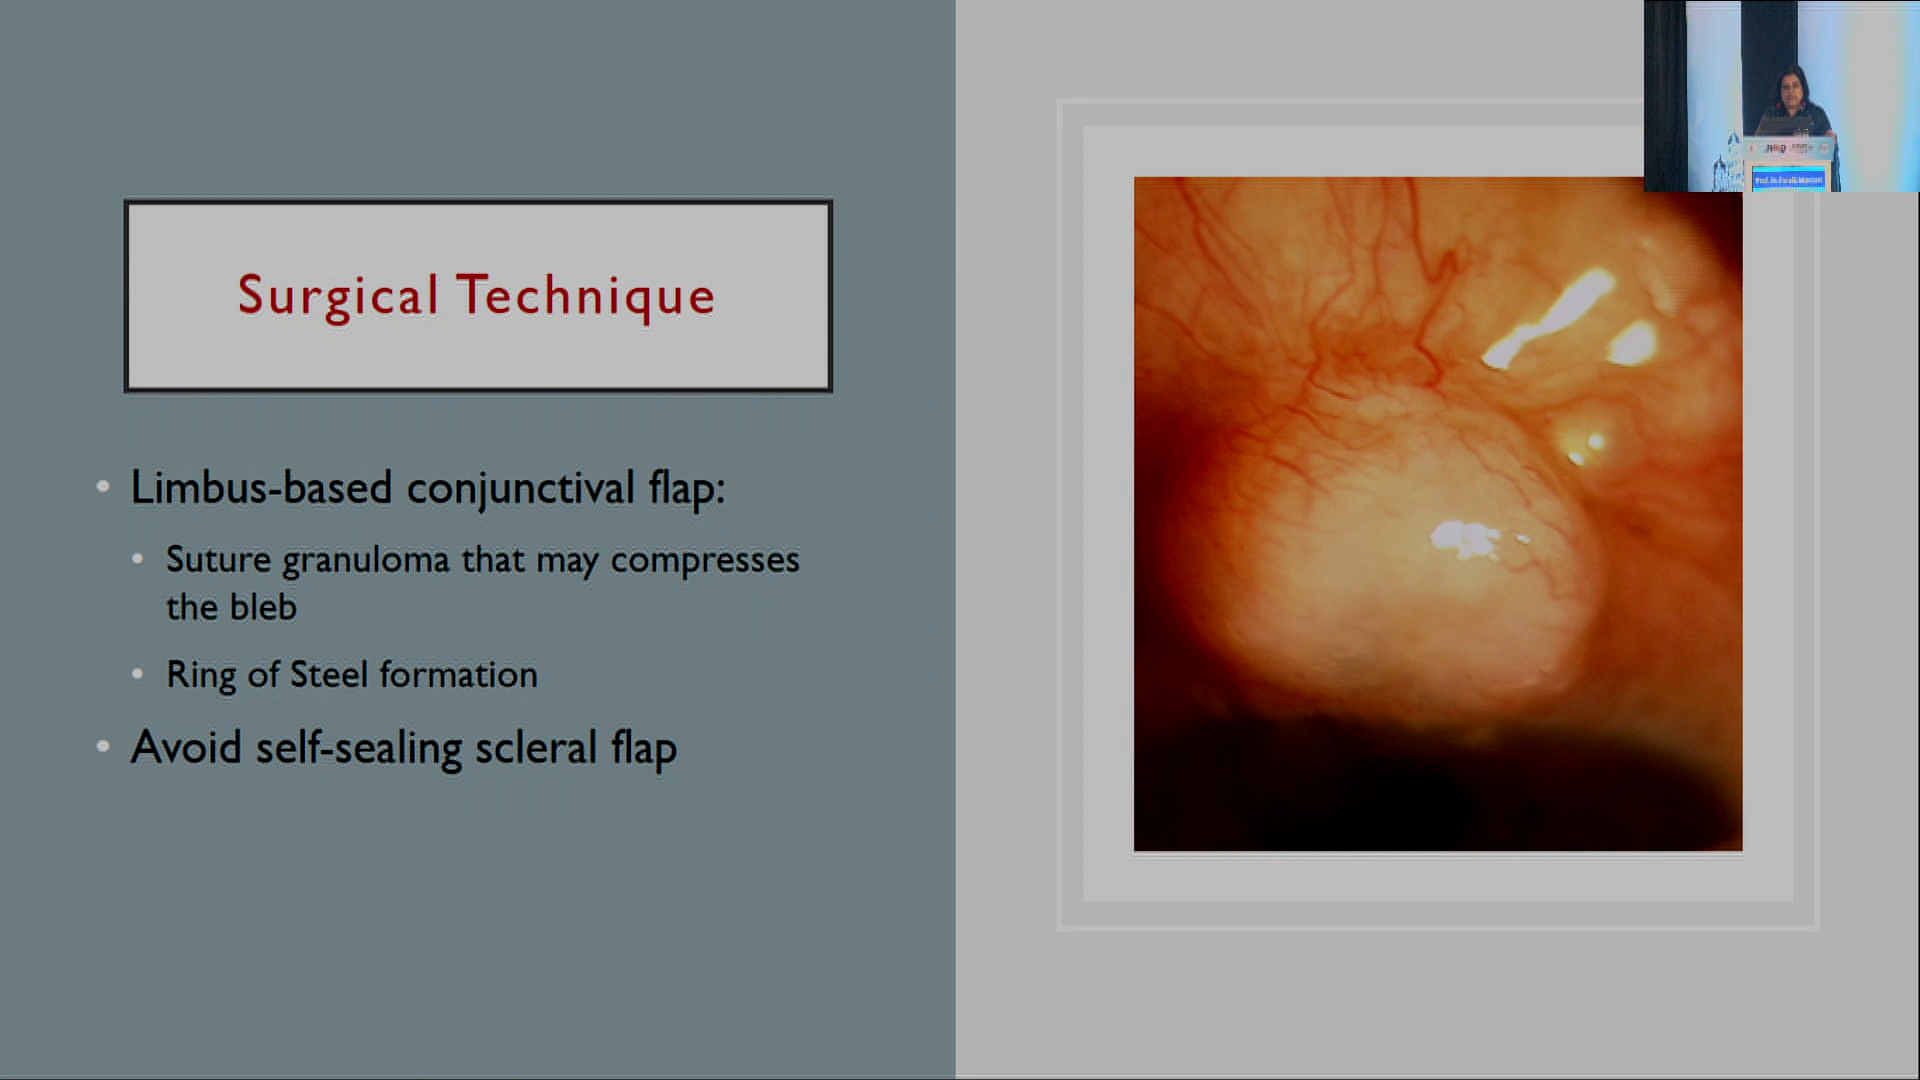 Surgical Technique
• Limbus-based conjunctival flap:
• Suture granuloma that may compresses
the bleb
• Ring of Steel formation
• Avoid self-sealing scleral flap